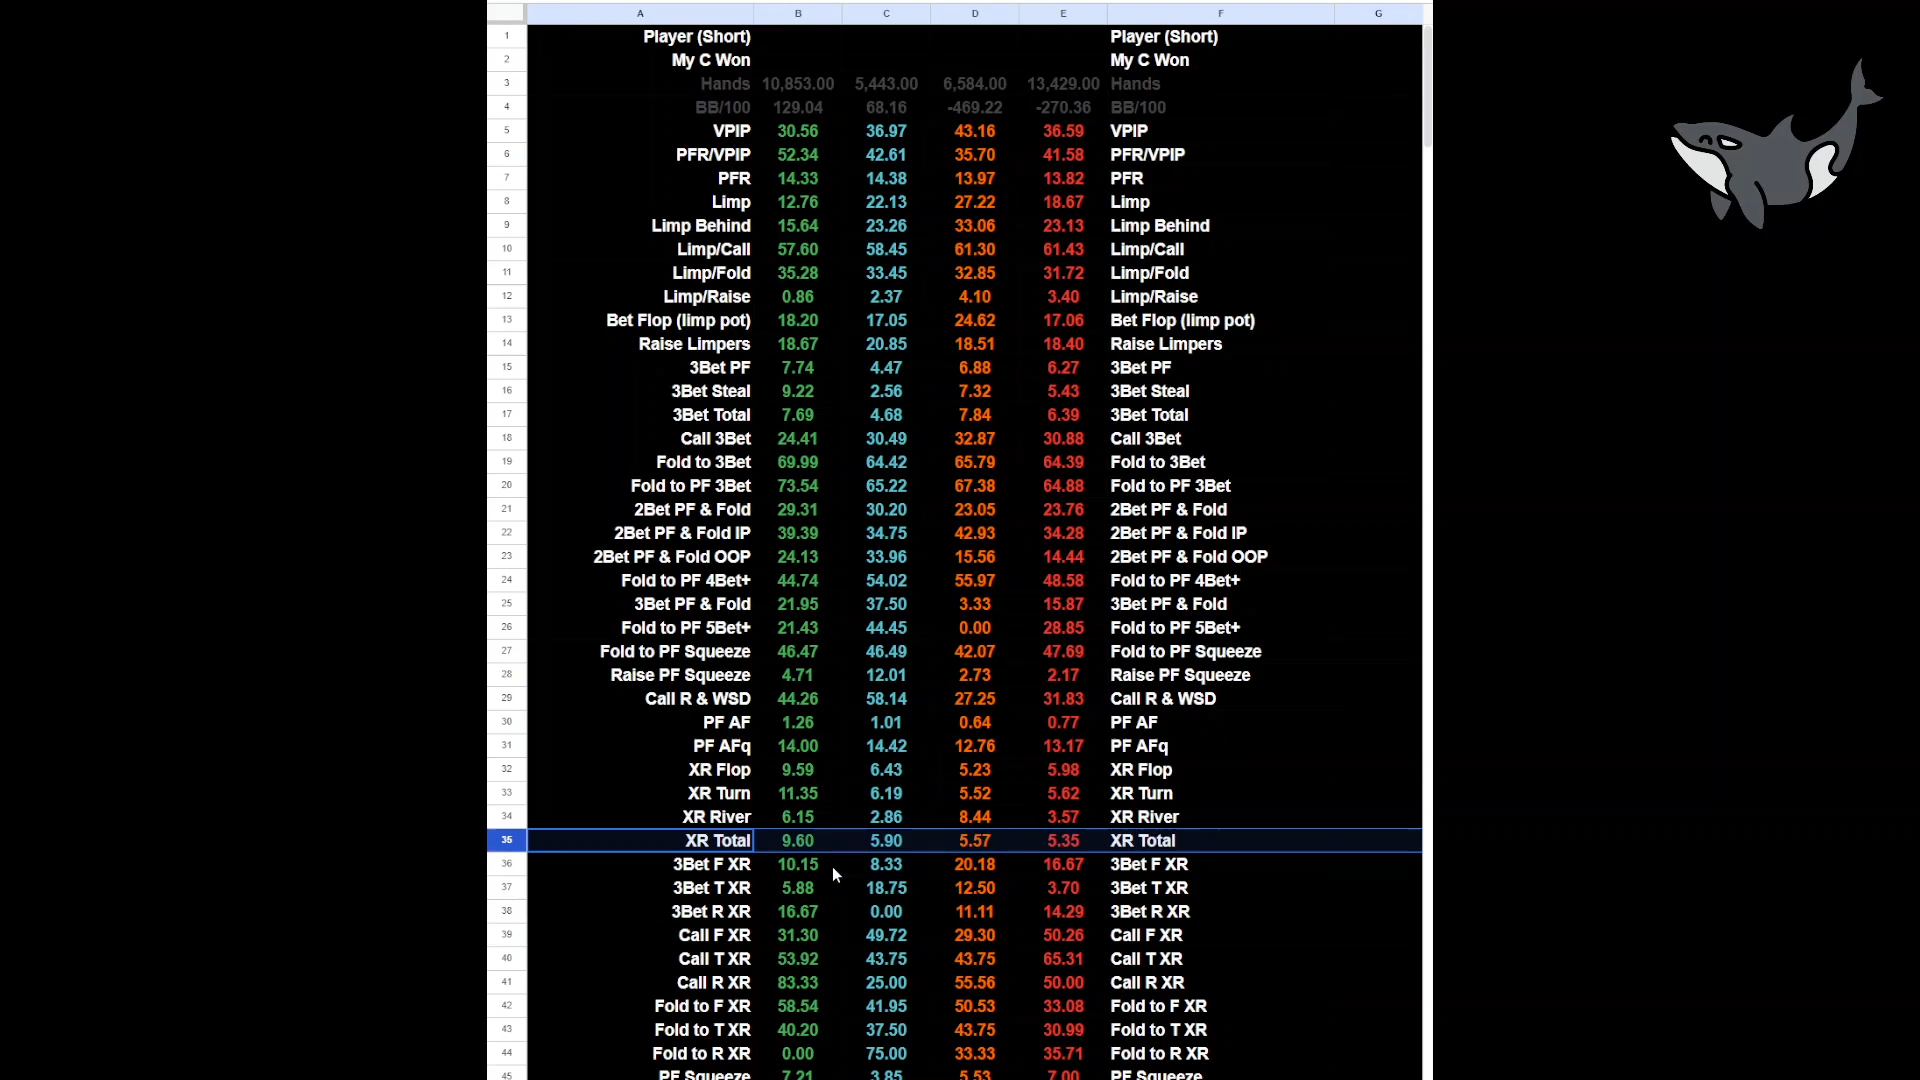 A B C D E F G
1 Player (Short) Player (Short)
2 My C Won My C Won
3 Hands 10,853.00 5,443.00 6,584.00 13,429.00 Hands
4 BB/100 129.04 68.16 -469.22 -270.36 BB/100
5 VPIP 30.56 36.97 43.16 36.59 VPIP
6 PFR/VPIP 52.34 42.61 35.70 41.58 PFR/VPIP
7 PFR 14.33 14.38 13.97 13.82 PFR
8 Limp 12.76 22.13 27.22 18.67 Limp
9 Limp Behind 15.64 23.26 33.06 23.13 Limp Behind
10 Limp/Call 57.60 58.45 61.30 61.43 Limp/Call
11 Limp/Fold 35.28 33.45 32.85 31.72 Limp/Fold
12 Limp/Raise 0.86 2.37 4.10 3.40 Limp/Raise
13 Bet Flop (limp pot) 18.20 17.05 24.62 17.06 Bet Flop (limp pot)
14 Raise Limpers 18.67 20.85 18.51 18.40 Raise Limpers
15 3Bet PF 7.74 4.47 6.88 6.27 3Bet PF
16 3Bet Steal 9.22 2.56 7.32 5.43 3Bet Steal
17 3Bet Total 7.69 4.68 7.84 6.39 3Bet Total
18 Call 3Bet 24.41 30.49 32.87 30.88 Call 3Bet
19 Fold to 3Bet 69.99 64.42 65.79 64.39 Fold to 3Bet
20 Fold to PF 3Bet 73.54 65.22 67.38 64.88 Fold to PF 3Bet
21 2Bet PF & Fold 29.31 30.20 23.05 23.76 2Bet PF & Fold
22 2Bet PF & Fold IP 39.39 34.75 42.93 34.28 2Bet PF & Fold IP
23 2Bet PF & Fold OOP 24.13 33.96 15.56 14.44 2Bet PF & Fold OOP
24 Fold to PF 4Bet+ 44.74 54.02 55.97 48.58 Fold to PF 4Bet+
25 3Bet PF & Fold 21.95 37.50 3.33 15.87 3Bet PF & Fold
26 Fold to PF 5Bet+ 21.43 44.45 0.00 28.85 Fold to PF 5Bet+
27 Fold to PF Squeeze 46.47 46.49 42.07 47.69 Fold to PF Squeeze
28 Raise PF Squeeze 4.71 12.01 2.73 2.17 Raise PF Squeeze
29 Call R & WSD 44.26 58.14 27.25 31.83 Call R & WSD
30 PF AF 1.26 1.01 0.64 0.77 PF AF
31 PF AFq 14.00 14.42 12.76 13.17 PF AFq
32 XR Flop 9.59 6.43 5.23 5.98 XR Flop
33 XR Turn 11.35 6.19 5.52 5.62 XR Turn
34 XR River 6.15 2.86 8.44 3.57 XR River
35 XR Total 9.60 5.90 5.57 5.35 XR Total
36 3Bet F XR 10.15 8.33 20.18 16.67 3Bet F XR
37 3Bet T XR 5.88 18.75 12.50 3.70 3Bet T XR
38 3Bet R XR 16.67 0.00 11.11 14.29 3Bet R XR
39 Call F XR 31.30 49.72 29.30 50.26 Call F XR
40 Call T XR 53.92 43.75 43.75 65.31 Call T XR
41 Call R XR 83.33 25.00 55.56 50.00 Call R XR
42 Fold to F XR 58.54 41.95 50.53 33.08 Fold to F XR
43 Fold to T XR 40.20 37.50 43.75 30.99 Fold to T XR
44 Fold to R XR 0.00 75.00 33.33 35.71 Fold to R XR
45 PF Squeeze 7.21 3.85 5.53 7.00 PF Squeeze